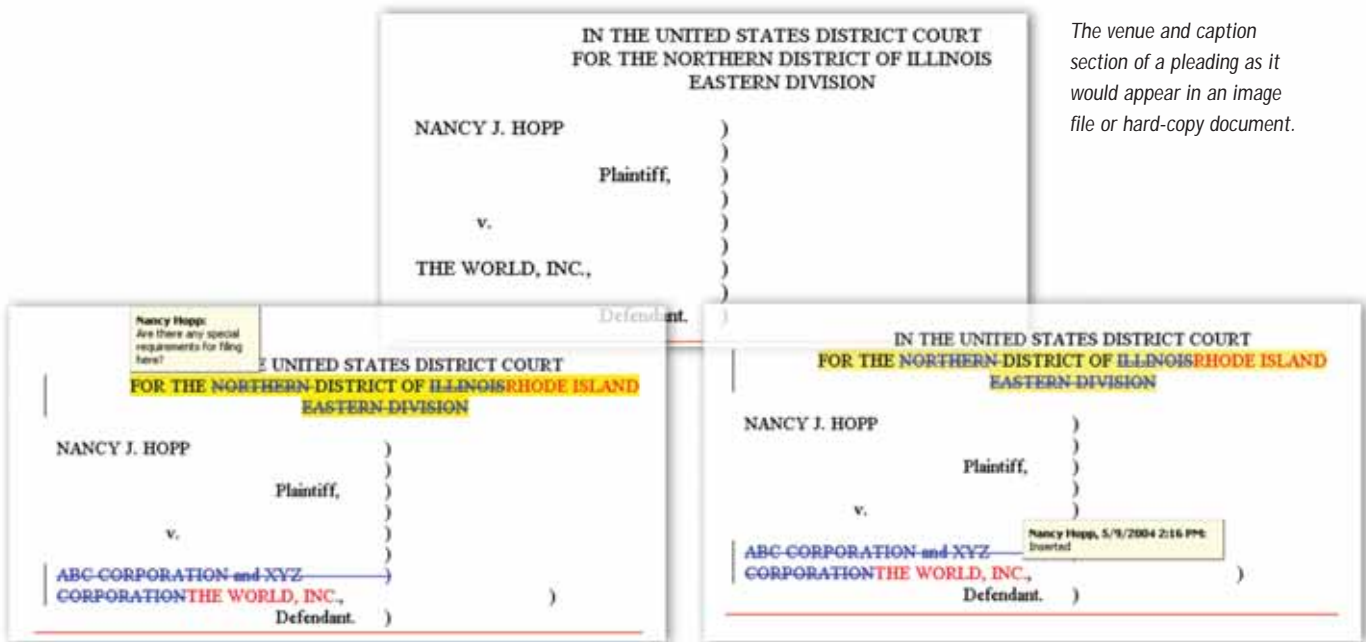 IN THE UNITED STATES DISTRICT COURT
FOR THE NORTHERN DISTRICT OF ILLINOIS
EASTERN DIVISION
NANCY J. HOPP )
)
Plaintiff, )
)
v. )
)
THE WORLD, INC., )
)
Defendant. )
The venue and caption
section of a pleading as it
would appear in an image
file or hard-copy document.
Nancy Hopp:
Are there any special
requirements for filing
here?
E UNITED STATES DISTRICT COURT
FOR THE NORTHERN DISTRICT OF ILLINOISRHODE ISLAND
EASTERN DIVISION
NANCY J. HOPP )
)
Plaintiff, )
)
v. )
)
ABC CORPORATION and XYZ )
CORPORATIONTHE WORLD, INC., )
Defendant. )
IN THE UNITED STATES DISTRICT COURT
FOR THE NORTHERN DISTRICT OF ILLINOISRHODE ISLAND
EASTERN DIVISION
NANCY J. HOPP )
)
Plaintiff, )
)
v. )
Nancy Hopp, 5/9/2004 2:16 PM:
Inserted
ABC CORPORATION and XYZ
CORPORATIONTHE WORLD, INC., )
Defendant. )